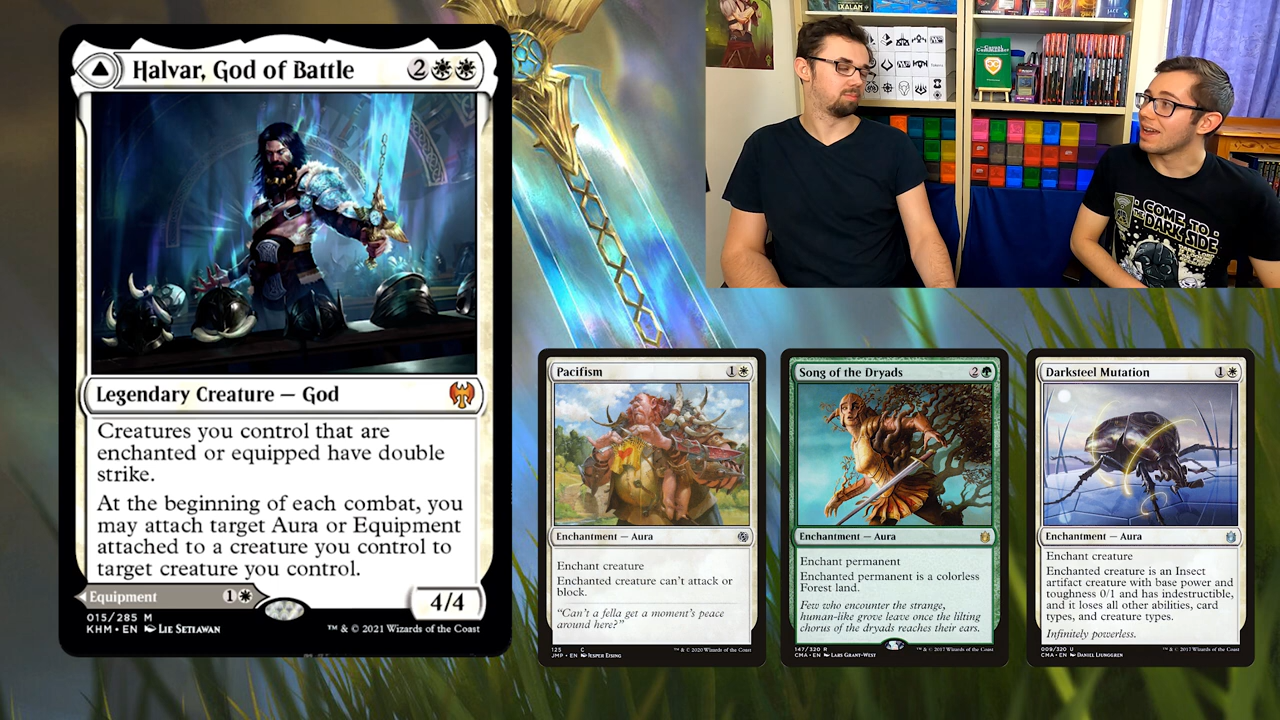 Halvar, God of Battle 2
Legendary Creature — God
Creatures you control that are
enchanted or equipped have double
strike.
At the beginning of each combat, you
may attach target Aura or Equipment
attached to a creature you control to
target creature you control.
Equipment 1
4/4
015/285 M
KHM • EN Lie Setiawan
™ & © 2021 Wizards of the Coast
IXALAN
COME TO
THE DARK SIDE
Pacifism 1
Enchantment — Aura
Enchant creature
Enchanted creature can't attack or
block.
"Can't a fella get a moment's peace
around here?"
125 C
JMP • EN Jesper Ejsing
™ & © 2020 Wizards of the Coast
Song of the Dryads 2
Enchantment — Aura
Enchant permanent
Enchanted permanent is a colorless
Forest land.
Few who encounter the strange,
human-like grove leave once the lilting
chorus of the dryads reaches their ears.
147/320 R
CMA • EN Lars Grant-West
™ & © 2017 Wizards of the Coast
Darksteel Mutation 1
Enchantment — Aura
Enchant creature
Enchanted creature is an Insect
artifact creature with base power and
toughness 0/1 and has indestructible,
and it loses all other abilities, card
types, and creature types.
Infinitely powerless.
009/320 U
CMA • EN Daniel Ljunggren
™ & © 2017 Wizards of the Coast